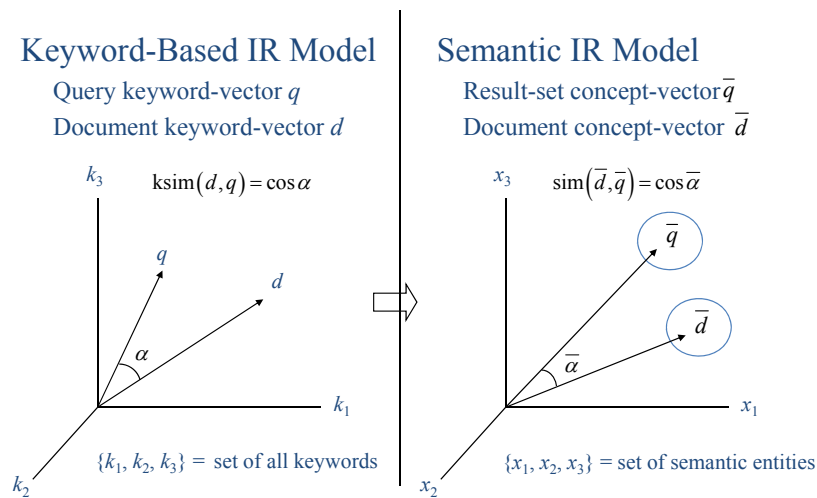 Keyword-Based IR Model
Query keyword-vector q
Document keyword-vector d
k₃
ksim(d,q) = cosα
q
d
α
k₁
k₂
{k₁, k₂, k₃} = set of all keywords
Semantic IR Model
Result-set concept-vector q̅
Document concept-vector d̅
x₃
sim(d̅,q̅) = cosα̅
q̅
d̅
α̅
x₁
x₂
{x₁, x₂, x₃} = set of semantic entities